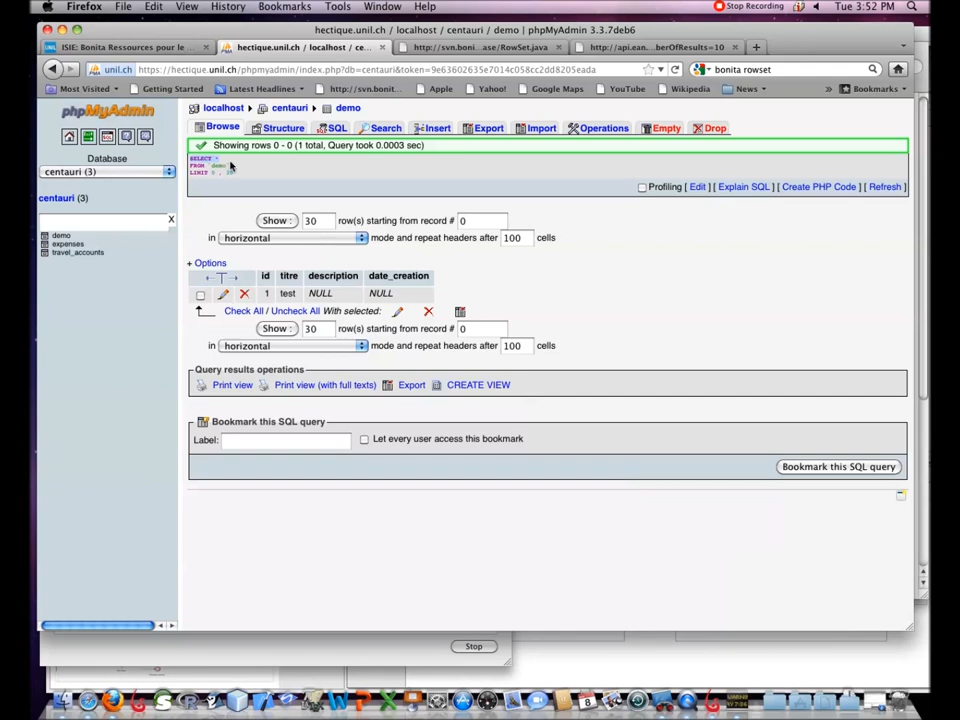 Firefox File Edit View History Bookmarks Tools Window Help Stop Recording Tue 3:52 PM
hectique.unil.ch / localhost / centauri / demo | phpMyAdmin 3.3.7deb6
ISIE: Bonita Ressources pour le ... hectique.unil.ch / localhost / ce... http://svn.boni...ase/RowSet.java http://api.ean....berOfResults=10
unil.ch https://hectique.unil.ch/phpmyadmin/index.php?db=centauri&token=9e63602635e7014c058cc2dd8205eada bonita rowset
Most Visited Getting Started Latest Headlines http://svn.bonit... Apple Yahoo! Google Maps YouTube Wikipedia News » Bookmarks
phpMyAdmin
Database
centauri (3)
centauri (3)
X
demo
expenses
travel_accounts
localhost centauri demo
Browse Structure SQL Search Insert Export Import Operations Empty Drop
Showing rows 0 - 0 (1 total, Query took 0.0003 sec)
SELECT *
FROM `demo`
LIMIT 0 , 30
Profiling [ Edit ] [ Explain SQL ] [ Create PHP Code ] [ Refresh ]
Show : 30 row(s) starting from record # 0
in horizontal mode and repeat headers after 100 cells
+ Options
←T→ id titre description date_creation
1 test NULL NULL
Check All / Uncheck All With selected:
Show : 30 row(s) starting from record # 0
in horizontal mode and repeat headers after 100 cells
Query results operations
Print view Print view (with full texts) Export CREATE VIEW
Bookmark this SQL query
Label: Let every user access this bookmark
Bookmark this SQL query
Stop